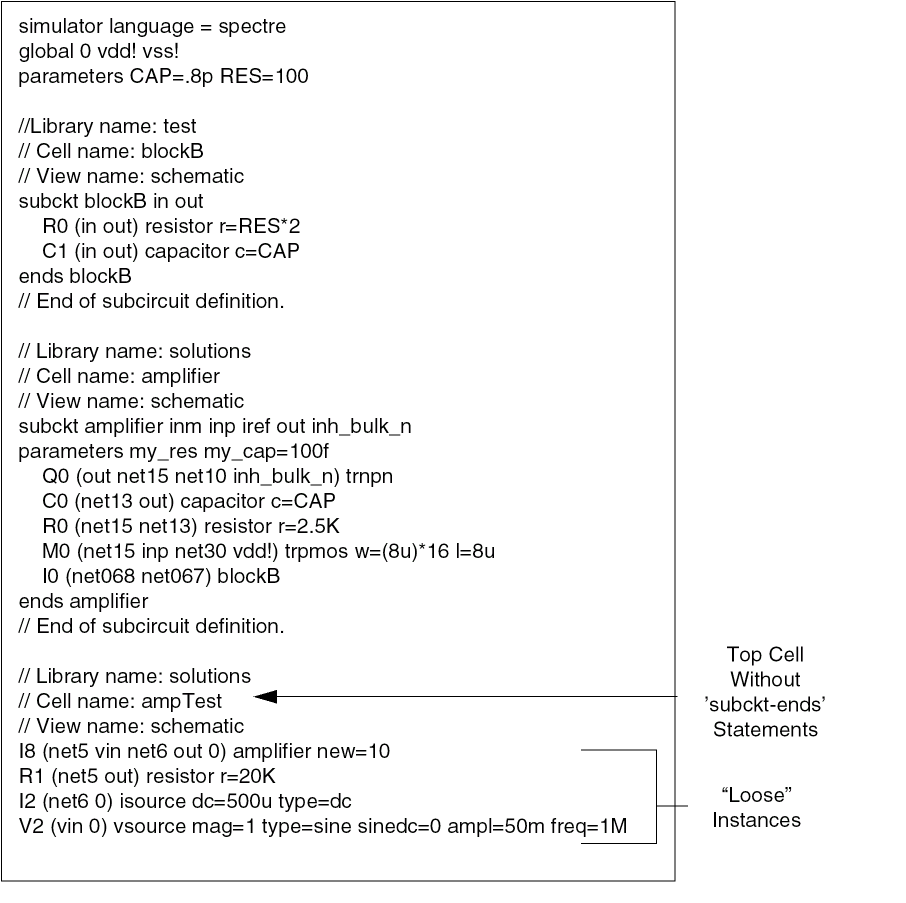 simulator language = spectre
global 0 vdd! vss!
parameters CAP=.8p RES=100
//Library name: test
// Cell name: blockB
// View name: schematic
subckt blockB in out
R0 (in out) resistor r=RES*2
C1 (in out) capacitor c=CAP
ends blockB
// End of subcircuit definition.
// Library name: solutions
// Cell name: amplifier
// View name: schematic
subckt amplifier inm inp iref out inh_bulk_n
parameters my_res my_cap=100f
Q0 (out net15 net10 inh_bulk_n) trnpn
C0 (net13 out) capacitor c=CAP
R0 (net15 net13) resistor r=2.5K
M0 (net15 inp net30 vdd!) trpmos w=(8u)*16 l=8u
I0 (net068 net067) blockB
ends amplifier
// End of subcircuit definition.
// Library name: solutions
// Cell name: ampTest
// View name: schematic
I8 (net5 vin net6 out 0) amplifier new=10
R1 (net5 out) resistor r=20K
I2 (net6 0) isource dc=500u type=dc
V2 (vin 0) vsource mag=1 type=sine sinedc=0 ampl=50m freq=1M
Top Cell
Without
’subckt-ends’
Statements
“Loose”
Instances